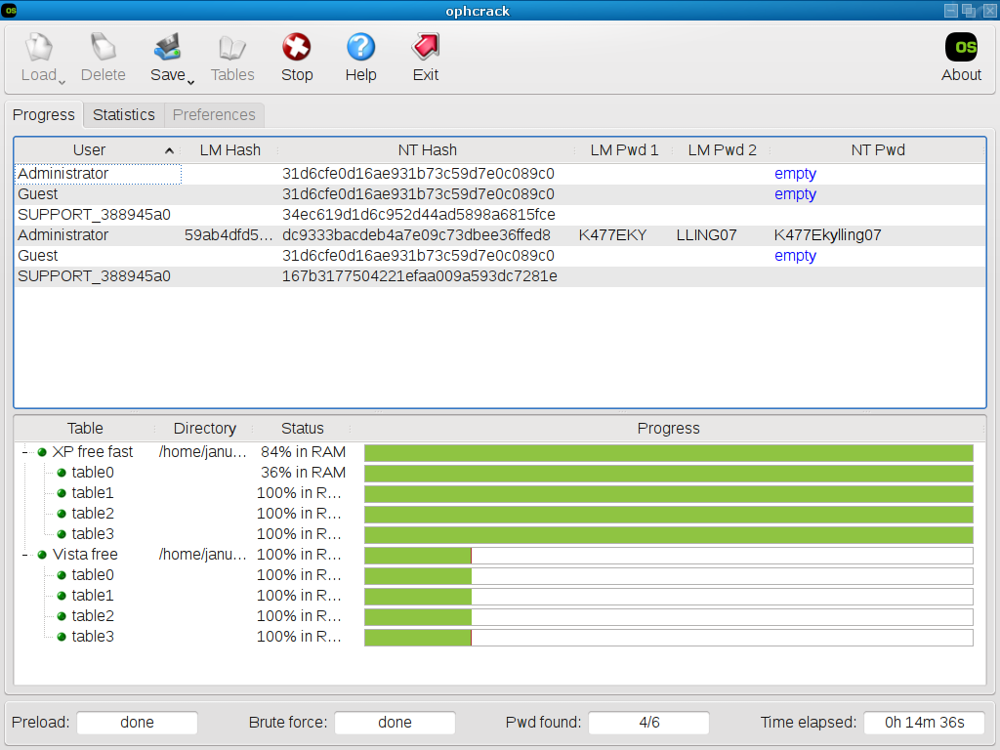 OS ophcrack
Load Delete Save Tables Stop Help Exit OS About
Progress Statistics Preferences
User LM Hash NT Hash LM Pwd 1 LM Pwd 2 NT Pwd
Administrator 31d6cfe0d16ae931b73c59d7e0c089c0 empty
Guest 31d6cfe0d16ae931b73c59d7e0c089c0 empty
SUPPORT_388945a0 34ec619d1d6c952d44ad5898a6815fce
Administrator 59ab4dfd5... dc9333bacdeb4a7e09c73dbee36ffed8 K477EKY LLING07 K477Ekylling07
Guest 31d6cfe0d16ae931b73c59d7e0c089c0 empty
SUPPORT_388945a0 167b3177504221efaa009a593dc7281e
Table Directory Status Progress
XP free fast /home/janu... 84% in RAM
table0 36% in RAM
table1 100% in R...
table2 100% in R...
table3 100% in R...
Vista free /home/janu... 100% in R...
table0 100% in R...
table1 100% in R...
table2 100% in R...
table3 100% in R...
Preload: done Brute force: done Pwd found: 4/6 Time elapsed: 0h 14m 36s